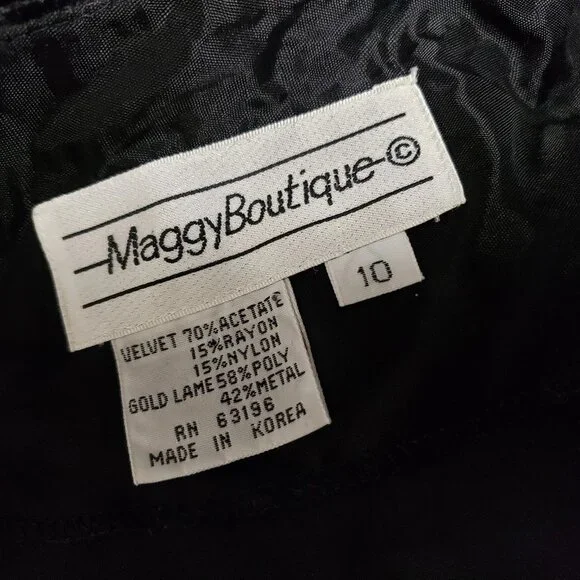 MaggyBoutique ©
10
VELVET 70% ACETATE
15% RAYON
15% NYLON
GOLD LAME 58% POLY
42% METAL
RN 63196
MADE IN KOREA